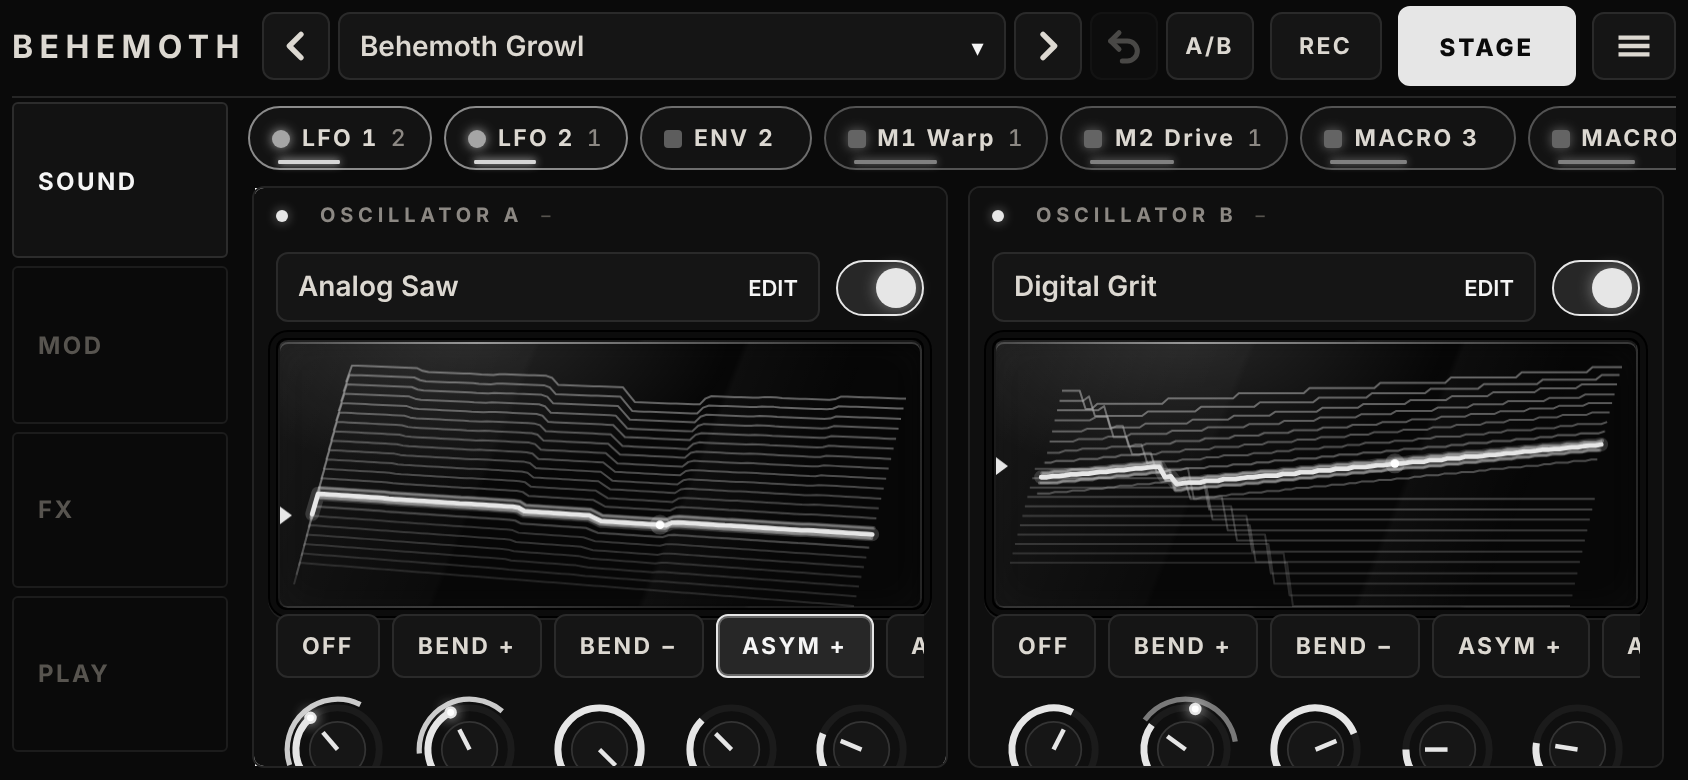 BEHEMOTH
Behemoth Growl ▼
A/B
REC
STAGE
SOUND
MOD
FX
PLAY
LFO 1 2
LFO 2 1
ENV 2
M1 Warp 1
M2 Drive 1
MACRO 3
MACRO
OSCILLATOR A –
Analog Saw EDIT
OFF
BEND +
BEND –
ASYM +
A
OSCILLATOR B –
Digital Grit EDIT
OFF
BEND +
BEND –
ASYM +
A